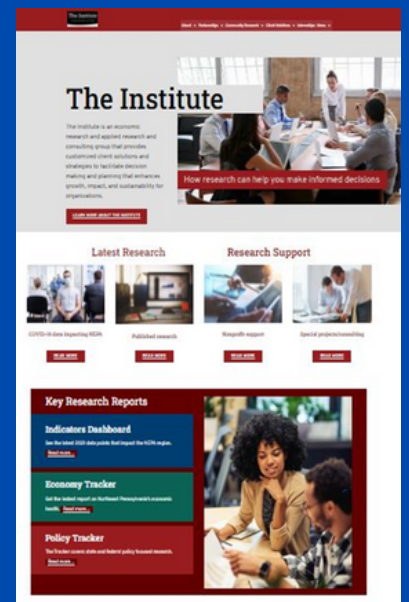 The Institute
About
Partnerships
Community Research
Client Solutions
Internships
News
The Institute
The Institute is an economic
research and applied research and
consulting group that provides
customized client solutions and
strategies to facilitate decision
making and planning that enhances
growth, impact, and sustainability for
organizations.
LEARN MORE ABOUT THE INSTITUTE
How research can help you make informed decisions
Latest Research
Research Support
COVID-19 data impacting NEPA
Published research
Nonprofit support
Special projects/consulting
READ MORE
READ MORE
READ MORE
READ MORE
Key Research Reports
Indicators Dashboard
See the latest 2023 data points that impact the NEPA region.
Read more...
Economy Tracker
Get the latest report on Northeast Pennsylvania's economic
health. Read more...
Policy Tracker
The Tracker covers state and federal policy focused research.
Read more...